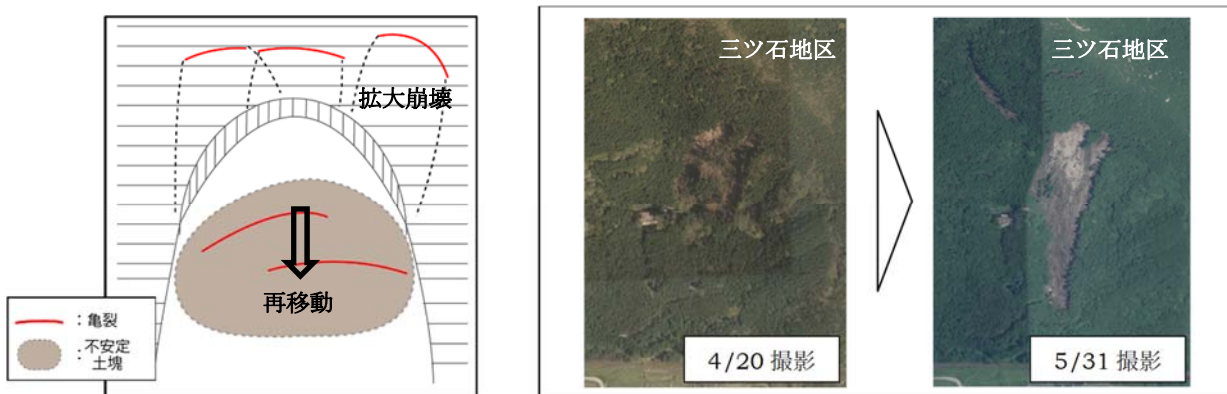 拡大崩壊
再移動
:亀裂
:不安定
土塊
三ツ石地区
4/20 撮影
三ツ石地区
5/31 撮影